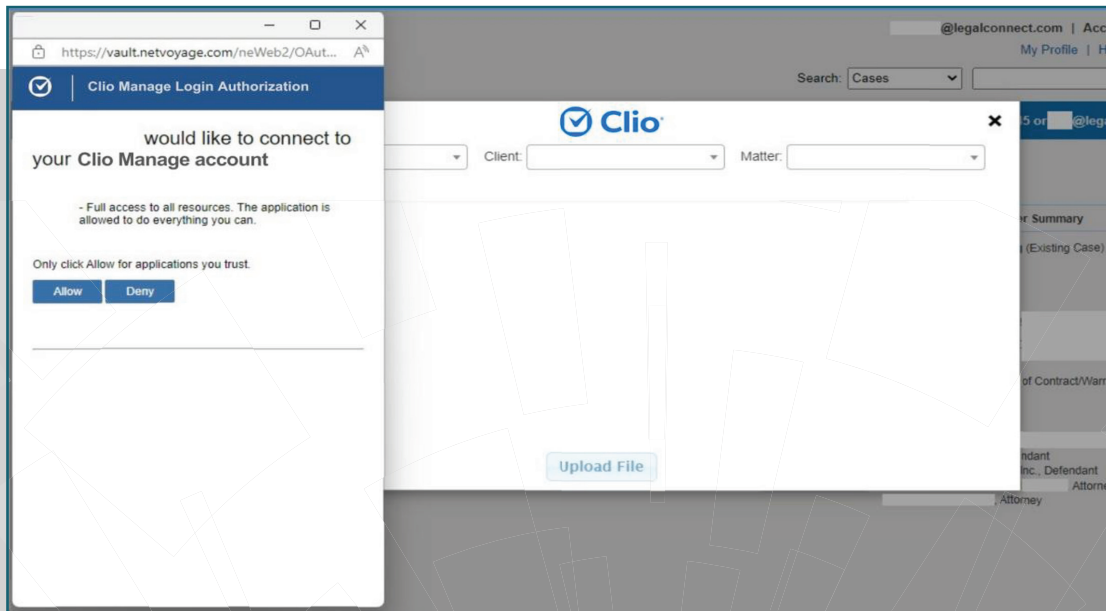 https://vault.netvoyage.com/neWeb2/OAut...
Clio Manage Login Authorization
would like to connect to
your Clio Manage account
- Full access to all resources. The application is
allowed to do everything you can.
Only click Allow for applications you trust.
Allow Deny
@legalconnect.com | Acc
My Profile | H
Search: Cases
Clio
Client: Matter:
Upload File
5 or @lega
r Summary
(Existing Case)
of Contract/Warr
ndant
Inc., Defendant
Attorne
, Attorney